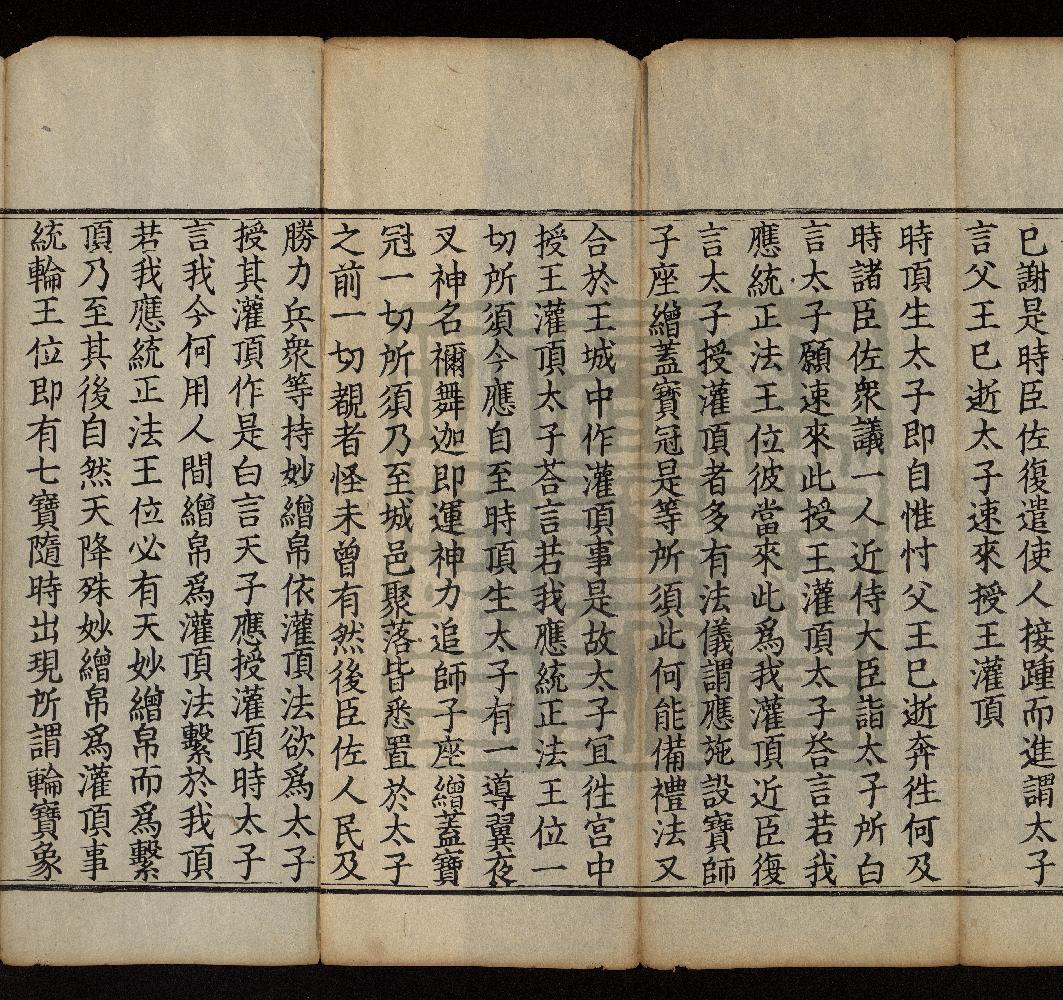 已謝是時臣佐復遣使人接踵而進謂太子
言父王已逝太子速來授王灌頂
時頂生太子即自惟忖父王已逝奔徃何及
時諸臣佐衆議一人近侍大臣詣太子所白
言太子願速來此授王灌頂太子荅言若我
應統正法王位彼當來此爲我灌頂近臣復
言太子授灌頂者多有法儀謂應施設寶師
子座繒蓋寶冠是等所須此何能備禮法又
合於王城中作灌頂事是故太子宜徃宫中
授王灌頂太子荅言若我應統正法王位一
切所須今應自至時頂生太子有一導翼夜
叉神名禰舞迦即運神力追師子座繒蓋寶
冠一切所須乃至城邑聚落皆悉置於太子
之前一切覩者怪未曾有然後臣佐人民及
勝力兵衆等持妙繒帛依灌頂法欲爲太子
授其灌頂作是白言天子應授灌頂時太子
言我今何用人間繒帛爲灌頂法繫於我頂
若我應統正法王位必有天妙繒帛而爲繫
頂乃至其後自然天降殊妙繒帛爲灌頂事
統輪王位即有七寶隨時出現所謂輪寶象